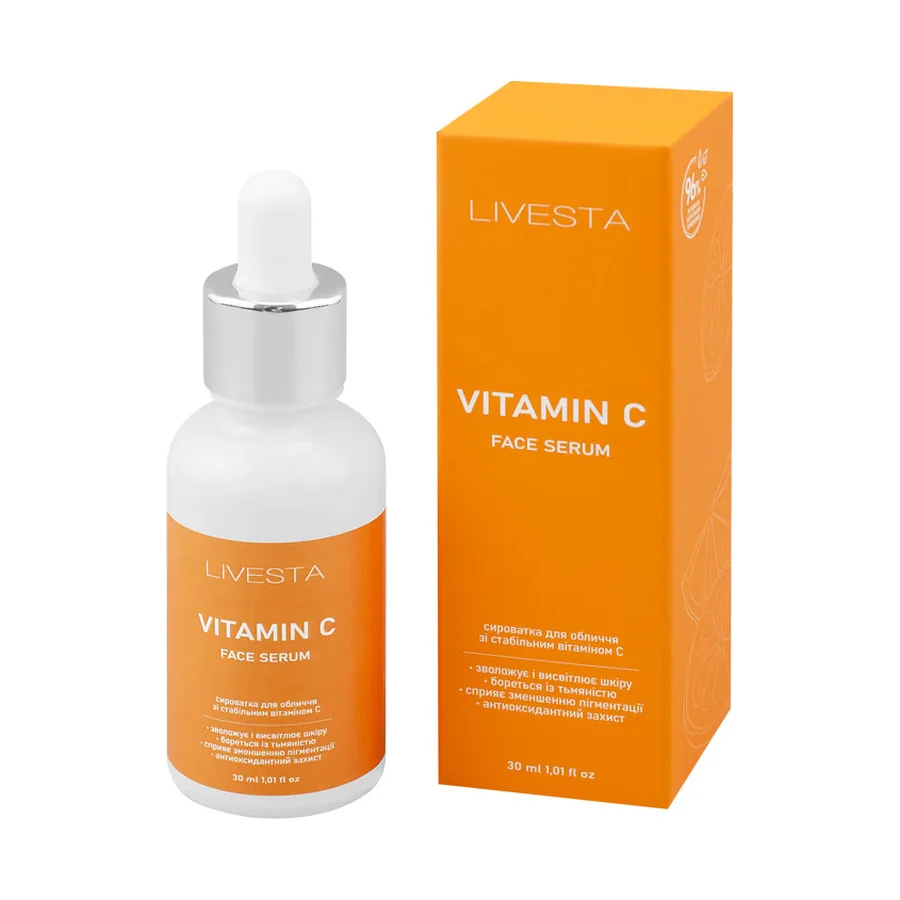 LIVESTA
VITAMIN C
FACE SERUM
сироватка для обличчя
зі стабільним вітаміном С
• зволожує і висвітлює шкіру
• бореться із тьмяністю
• сприяє зменшенню пігментації
• антиоксидантний захист
30 ml 1,01 fl oz
LIVESTA
VITAMIN C
FACE SERUM
сироватка для обличчя
зі стабільним вітаміном С
• зволожує і висвітлює шкіру
• бореться із тьмяністю
• сприяє зменшенню пігментації
• антиоксидантний захист
30 ml 1,01 fl oz
96%